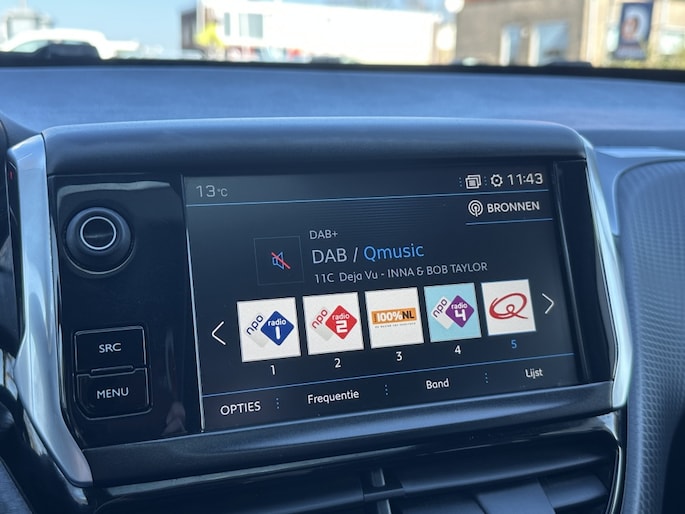 13°C 11:43
BRONNEN
DAB+
DAB / Qmusic
11C Deja Vu - INNA & BOB TAYLOR
npo radio 1
npo radio 2
100%NL
npo radio 4
1 2 3 4 5
OPTIES Frequentie Band Lijst
SRC
MENU